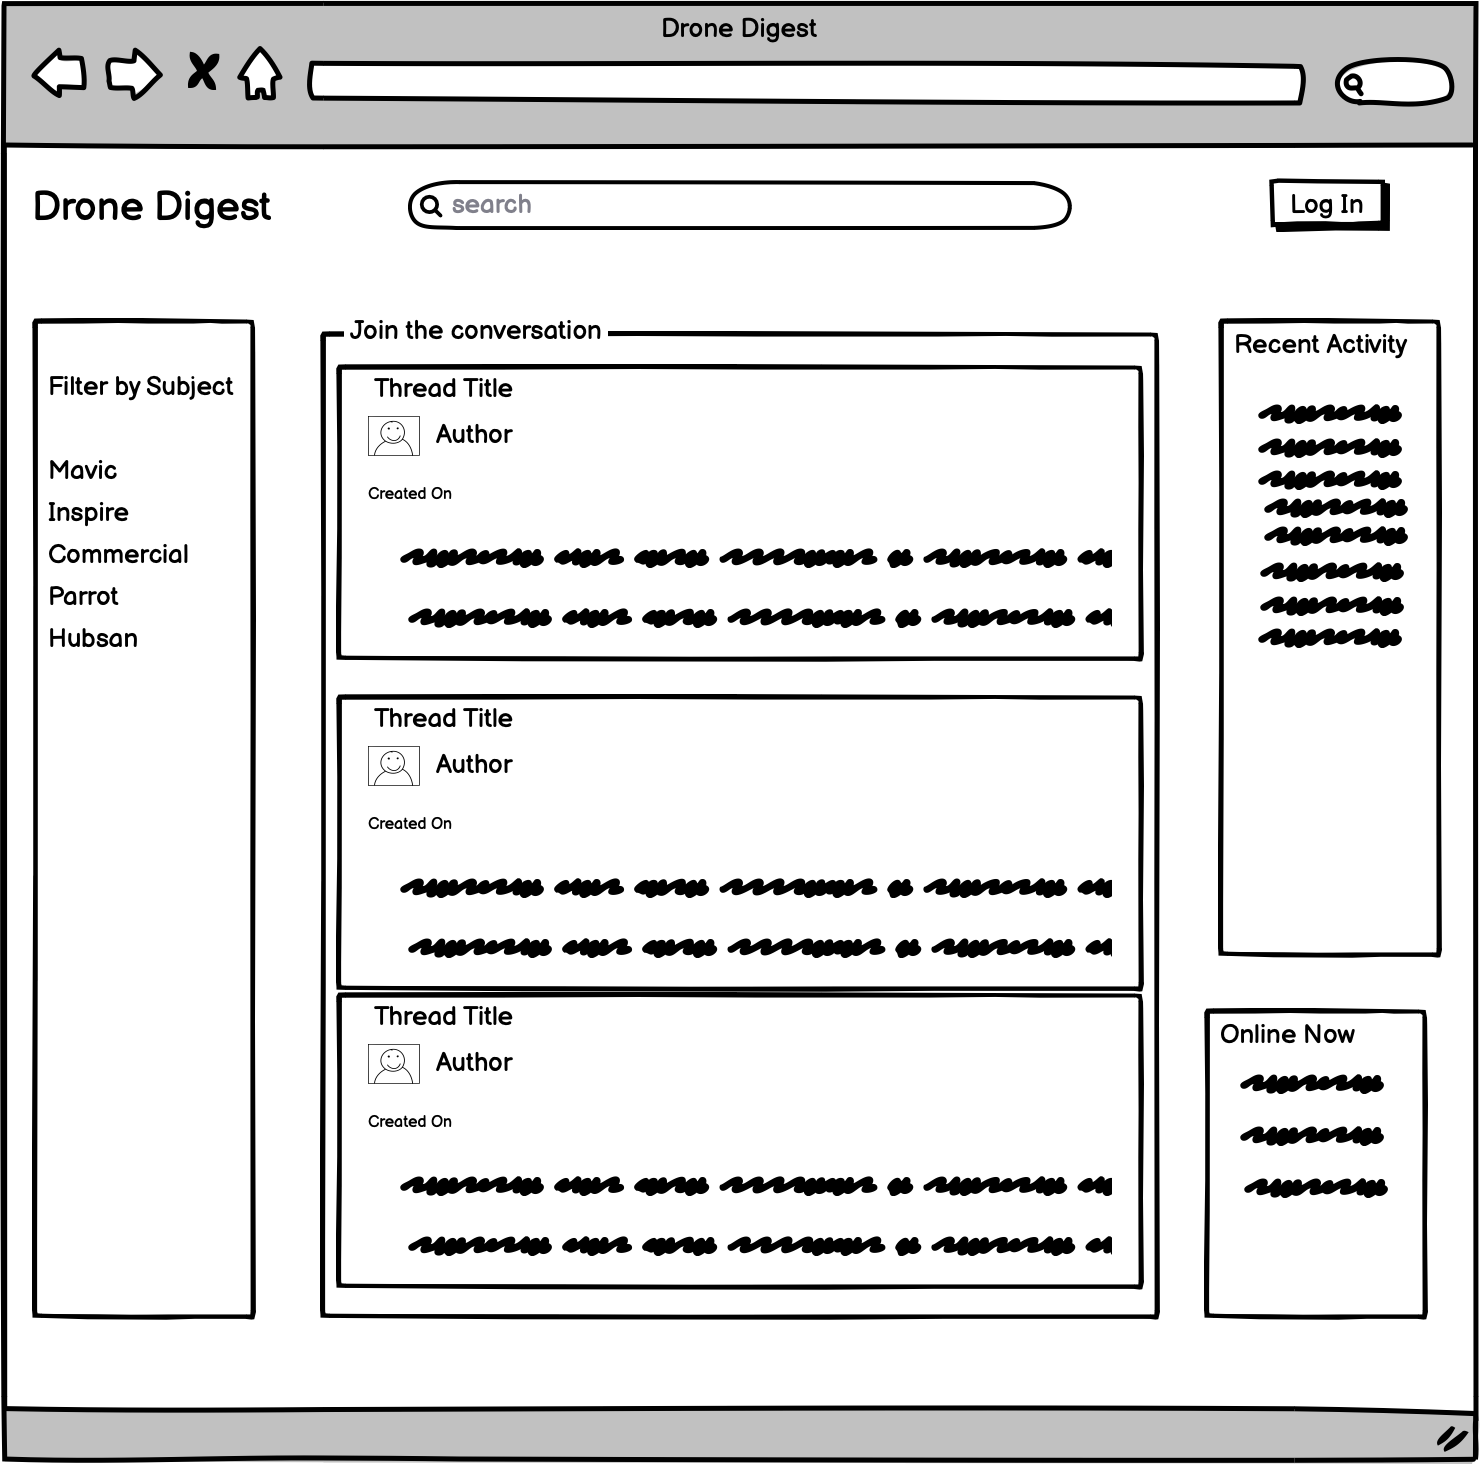 Drone Digest
Drone Digest
search
Log In
Filter by Subject
Mavic
Inspire
Commercial
Parrot
Hubsan
Join the conversation
Thread Title
Author
Created On
Thread Title
Author
Created On
Thread Title
Author
Created On
Recent Activity
Online Now